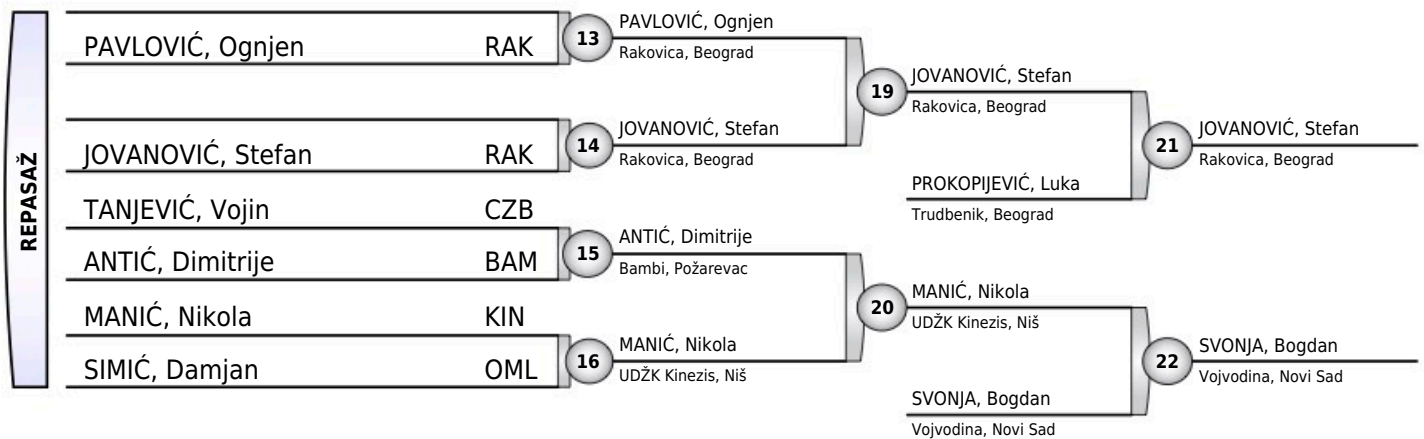 REPASAŽ
PAVLOVIĆ, Ognjen RAK
JOVANOVIĆ, Stefan RAK
TANJEVIĆ, Vojin CZB
ANTIĆ, Dimitrije BAM
MANIĆ, Nikola KIN
SIMIĆ, Damjan OML
13
PAVLOVIĆ, Ognjen
Rakovica, Beograd
14
JOVANOVIĆ, Stefan
Rakovica, Beograd
15
ANTIĆ, Dimitrije
Bambi, Požarevac
16
MANIĆ, Nikola
UDŽK Kinezis, Niš
19
JOVANOVIĆ, Stefan
Rakovica, Beograd
PROKOPIJEVIĆ, Luka
Trudbenik, Beograd
20
MANIĆ, Nikola
UDŽK Kinezis, Niš
SVONJA, Bogdan
Vojvodina, Novi Sad
21
JOVANOVIĆ, Stefan
Rakovica, Beograd
22
SVONJA, Bogdan
Vojvodina, Novi Sad